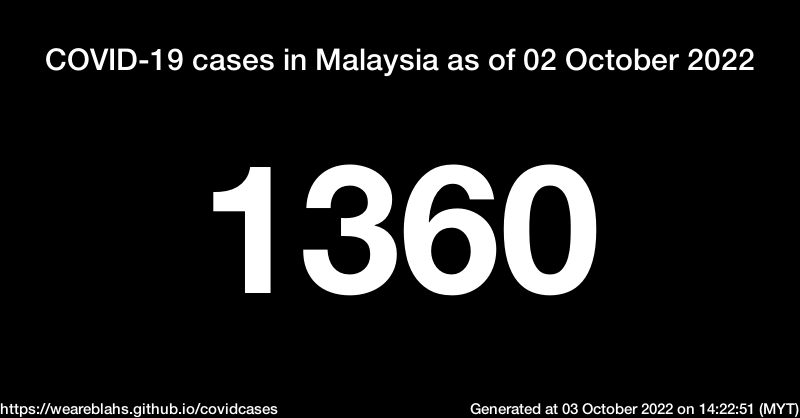 COVID-19 cases in Malaysia as of 02 October 2022
1360
https://weareblahs.github.io/covidcases
Generated at 03 October 2022 on 14:22:51 (MYT)